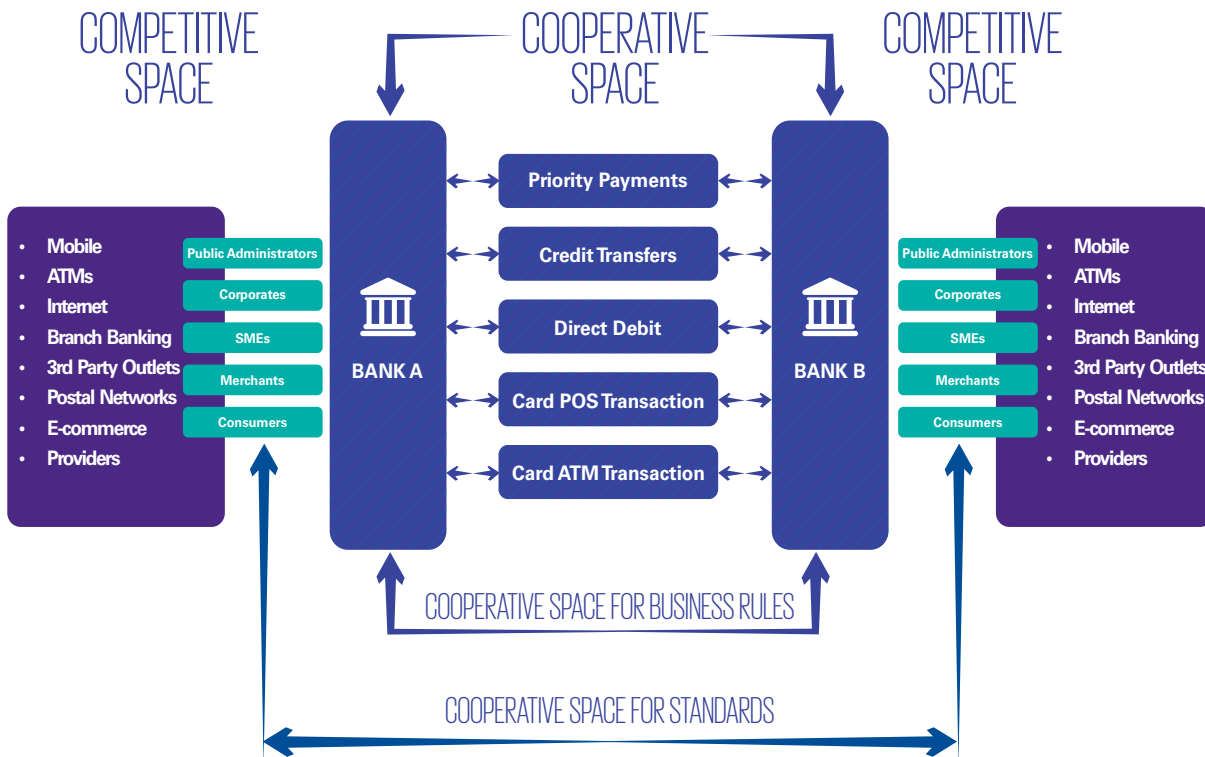 COMPETITIVE
SPACE
COOPERATIVE
SPACE
COMPETITIVE
SPACE
• Mobile
• ATMs
• Internet
• Branch Banking
• 3rd Party Outlets
• Postal Networks
• E-commerce
• Providers
Public Administrators
Corporates
SMEs
Merchants
Consumers
BANK A
Priority Payments
Credit Transfers
Direct Debit
Card POS Transaction
Card ATM Transaction
BANK B
Public Administrators
Corporates
SMEs
Merchants
Consumers
• Mobile
• ATMs
• Internet
• Branch Banking
• 3rd Party Outlets
• Postal Networks
• E-commerce
• Providers
COOPERATIVE SPACE FOR BUSINESS RULES
COOPERATIVE SPACE FOR STANDARDS